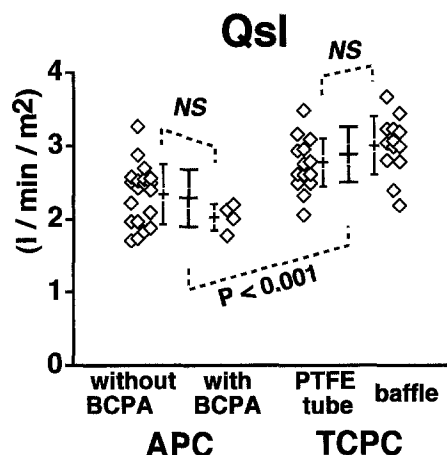 Qsl
(l / min / m2)
4
3
2
1
0
NS
NS
P < 0.001
without BCPA
with BCPA
PTFE tube
baffle
APC
TCPC